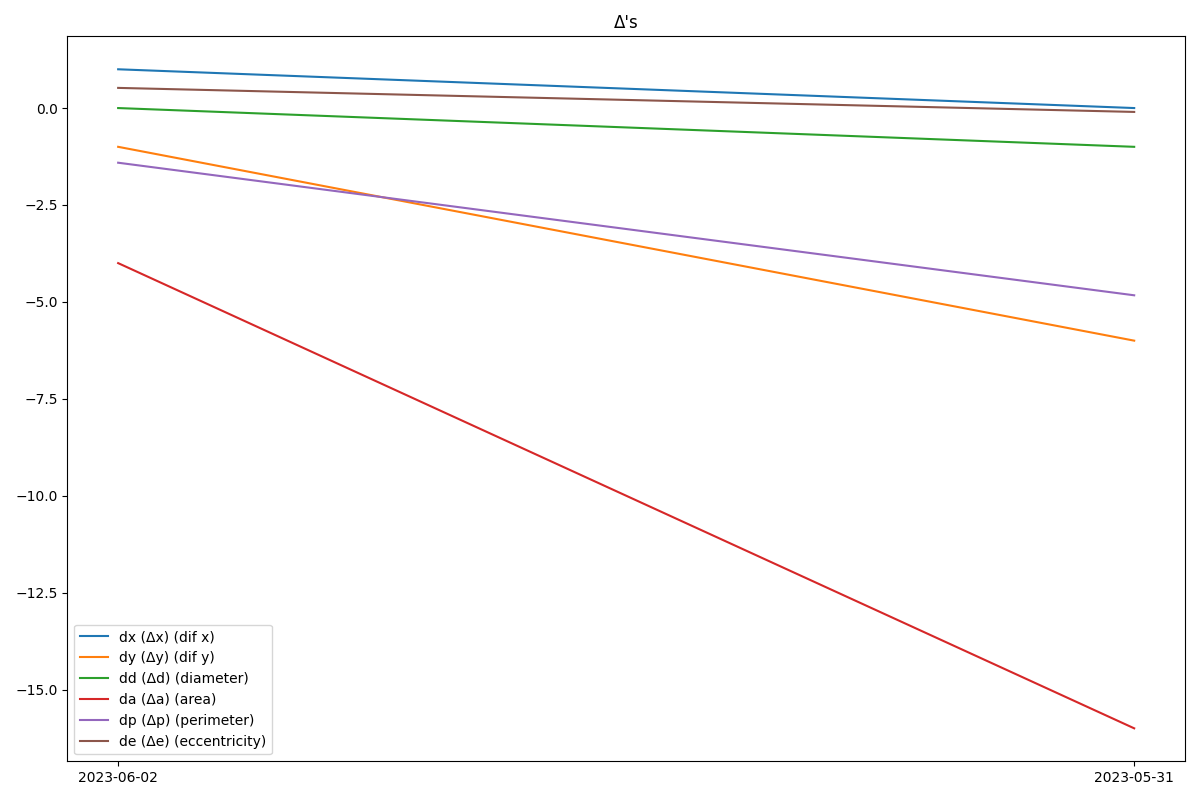 Δ's
0.0
−2.5
−5.0
−7.5
−10.0
−12.5
−15.0
dx (Δx) (dif x)
dy (Δy) (dif y)
dd (Δd) (diameter)
da (Δa) (area)
dp (Δp) (perimeter)
de (Δe) (eccentricity)
2023-06-02
2023-05-31